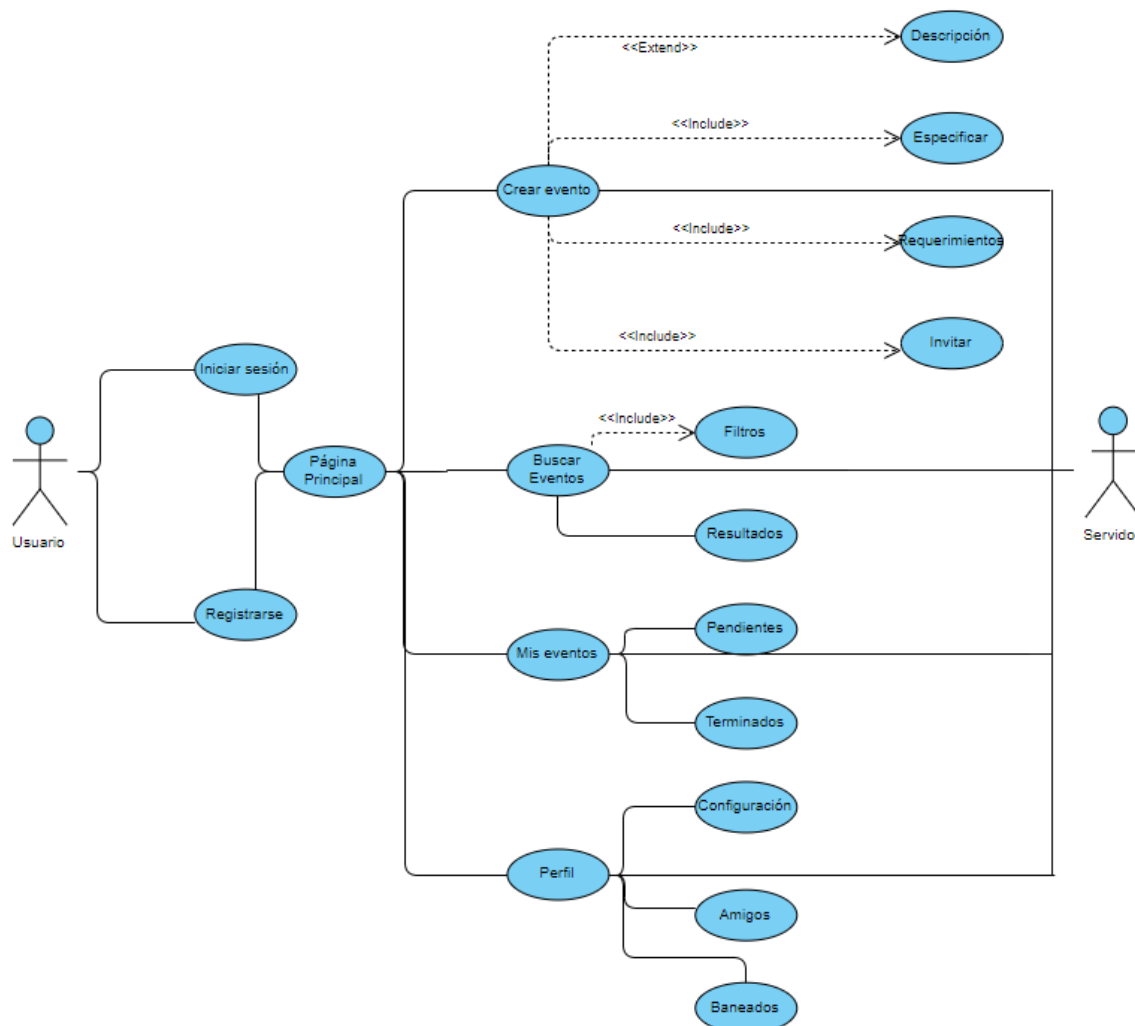 Descripción
<<Extend>>
<<Include>>
Especificar
Crear evento
<<Include>>
Requerimientos
<<Include>>
Invitar
Iniciar sesión
<<Include>>
Filtros
Página
Principal
Buscar
Eventos
Usuario
Servido
Resultados
Registrarse
Pendientes
Mis eventos
Terminados
Configuración
Perfil
Amigos
Baneados